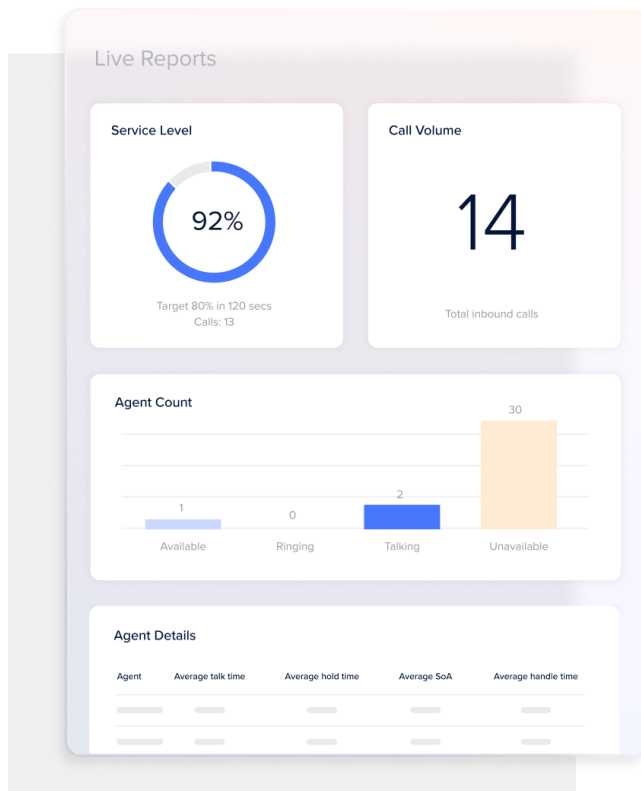 Live Reports
Service Level
Call Volume
92%
14
Target 80% in 120 secs
Calls: 13
Total inbound calls
Agent Count
30
1
0
2
Available
Ringing
Talking
Unavailable
Agent Details
Agent
Average talk time
Average hold time
Average SoA
Average handle time